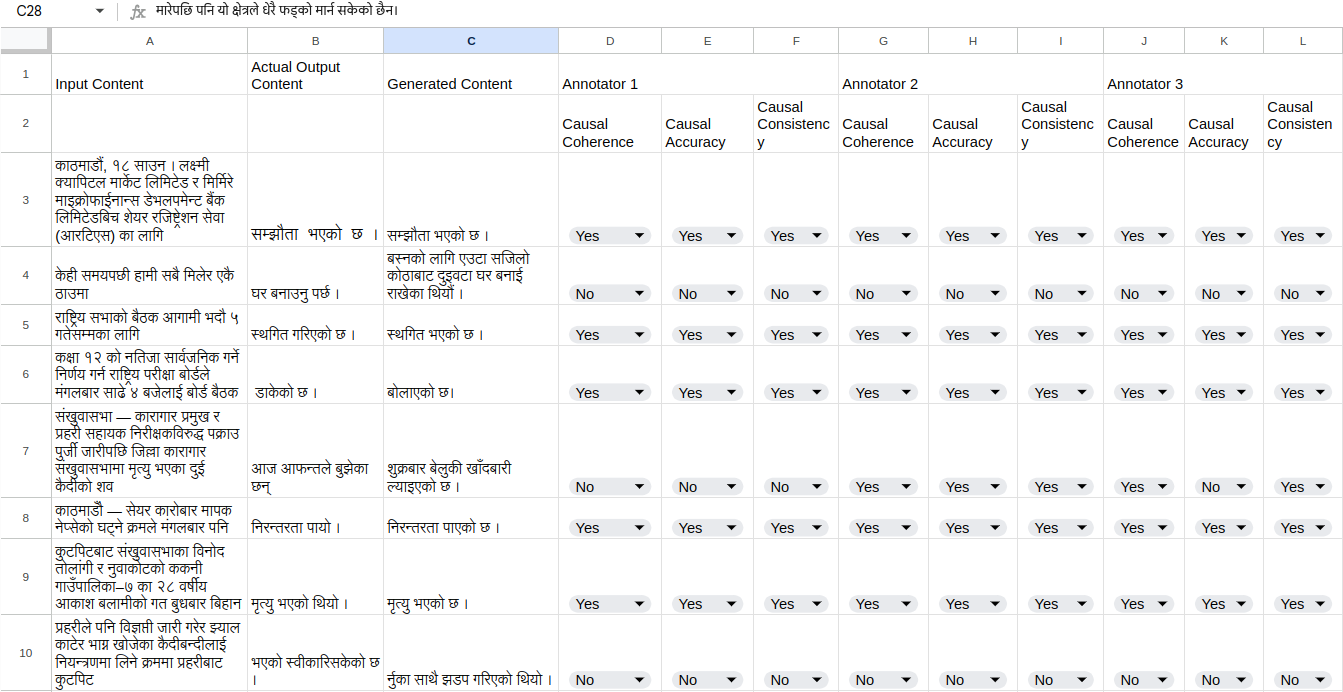 C28 fx मारेपछि पनि यो क्षेत्रले धेरै फड्को मार्न सकेको छैन।
A B C D E F G H I J K L
1 Input Content Actual Output Content Generated Content Annotator 1 Annotator 2 Annotator 3
2 Causal Coherence Causal Accuracy Causal Consistency Causal Coherence Causal Accuracy Causal Consistency Causal Coherence Causal Accuracy Causal Consistency
3
काठमाडौं, १८ साउन । लक्ष्मी
क्यापिटल मार्केट लिमिटेड र मिर्मिरे
माइक्रोफाईनान्स डेभलपमेन्ट बैंक
लिमिटेडबिच शेयर रजिष्ट्रेशन सेवा
(आरटिएस) का लागि
सम्झौता भएको छ ।
सम्झौता भएको छ ।
Yes Yes Yes Yes Yes Yes Yes Yes Yes
4
केही समयपछी हामी सबै मिलेर एकै
ठाउमा
घर बनाउनु पर्छ ।
बस्नको लागि एउटा सजिलो
कोठाबाट दुइवटा घर बनाई
राखेका थियौं ।
No No No No No No No No No
5
राष्ट्रिय सभाको बैठक आगामी भदौ ५
गतेसम्मका लागि
स्थगित गरिएको छ ।
स्थगित भएको छ ।
Yes Yes Yes Yes Yes Yes Yes Yes Yes
6
कक्षा १२ को नतिजा सार्वजनिक गर्ने
निर्णय गर्न राष्ट्रिय परीक्षा बोर्डले
मंगलबार साढे ४ बजेलाई बोर्ड बैठक
डाकेको छ ।
बोलाएको छ।
Yes Yes Yes Yes Yes Yes Yes Yes Yes
7
संखुवासभा — कारागार प्रमुख र
प्रहरी सहायक निरीक्षकविरुद्ध पक्राउ
पुर्जी जारीपछि जिल्ला कारागार
संखुवासभामा मृत्यु भएका दुई
कैदीको शव
आज आफन्तले बुझेका
छन्
शुक्रबार बेलुकी खाँदबारी
ल्याइएको छ ।
No No No Yes Yes Yes Yes No Yes
8
काठमाडौँ — सेयर कारोबार मापक
नेप्सेको घट्ने क्रमले मंगलबार पनि
निरन्तरता पायो ।
निरन्तरता पाएको छ ।
Yes Yes Yes Yes Yes Yes Yes Yes Yes
9
कुटपिटबाट संखुवासभाका विनोद
तोलांगी र नुवाकोटको ककनी
गाउँपालिका–७ का २८ वर्षीय
आकाश बलामीको गत बुधबार बिहान
मृत्यु भएको थियो ।
मृत्यु भएको छ ।
Yes Yes Yes Yes Yes Yes Yes Yes Yes
10
प्रहरीले पनि विज्ञप्ती जारी गरेर झ्याल
काटेर भाग्न खोजेका कैदीबन्दीलाई
नियन्त्रणमा लिने क्रममा प्रहरीबाट
कुटपिट
भएको स्वीकारिसकेको छ
।
र्नुका साथै झडप गरिएको थियो ।
No No No No No No No No No